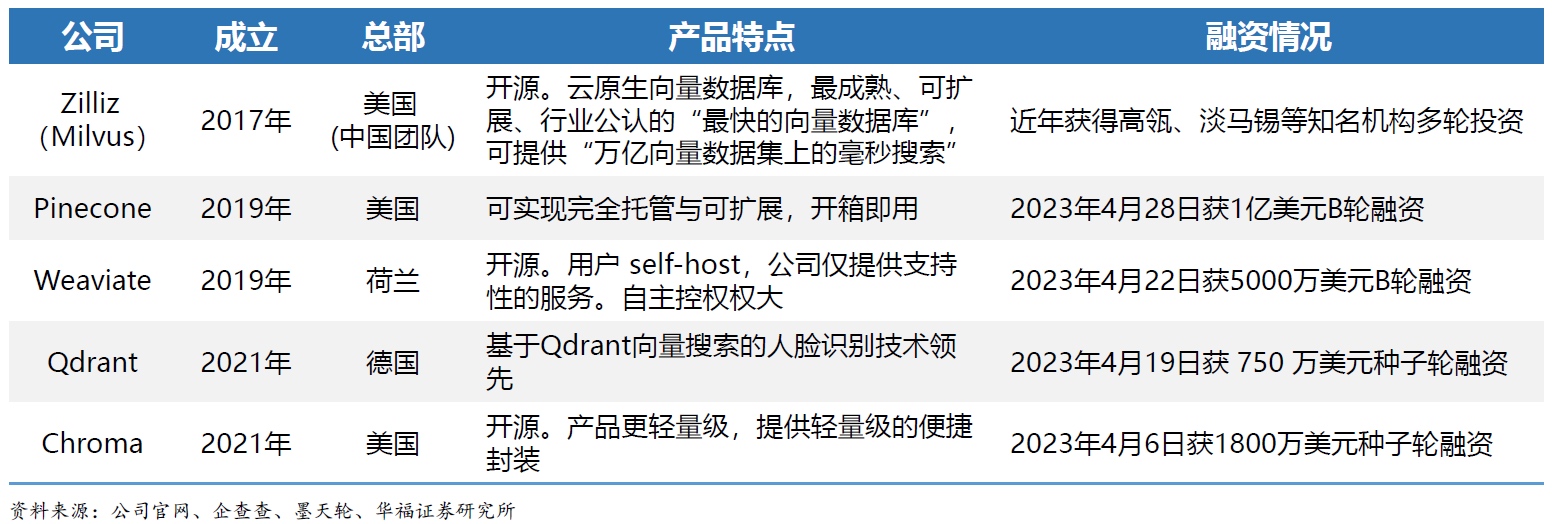 公司 成立 总部 产品特点 融资情况
Zilliz
（Milvus）
2017年
美国
(中国团队)
开源。云原生向量数据库，最成熟、可扩
展、行业公认的“最快的向量数据库”，
可提供“万亿向量数据集上的毫秒搜索”
近年获得高瓴、淡马锡等知名机构多轮投资
Pinecone 2019年 美国 可实现完全托管与可扩展，开箱即用 2023年4月28日获1亿美元B轮融资
Weaviate 2019年 荷兰
开源。用户 self-host，公司仅提供支持
性的服务。自主控权权大
2023年4月22日获5000万美元B轮融资
Qdrant 2021年 德国
基于Qdrant向量搜索的人脸识别技术领
先
2023年4月19日获 750 万美元种子轮融资
Chroma 2021年 美国
开源。产品更轻量级，提供轻量级的便捷
封装
2023年4月6日获1800万美元种子轮融资
资料来源：公司官网、企查查、墨天轮、华福证券研究所